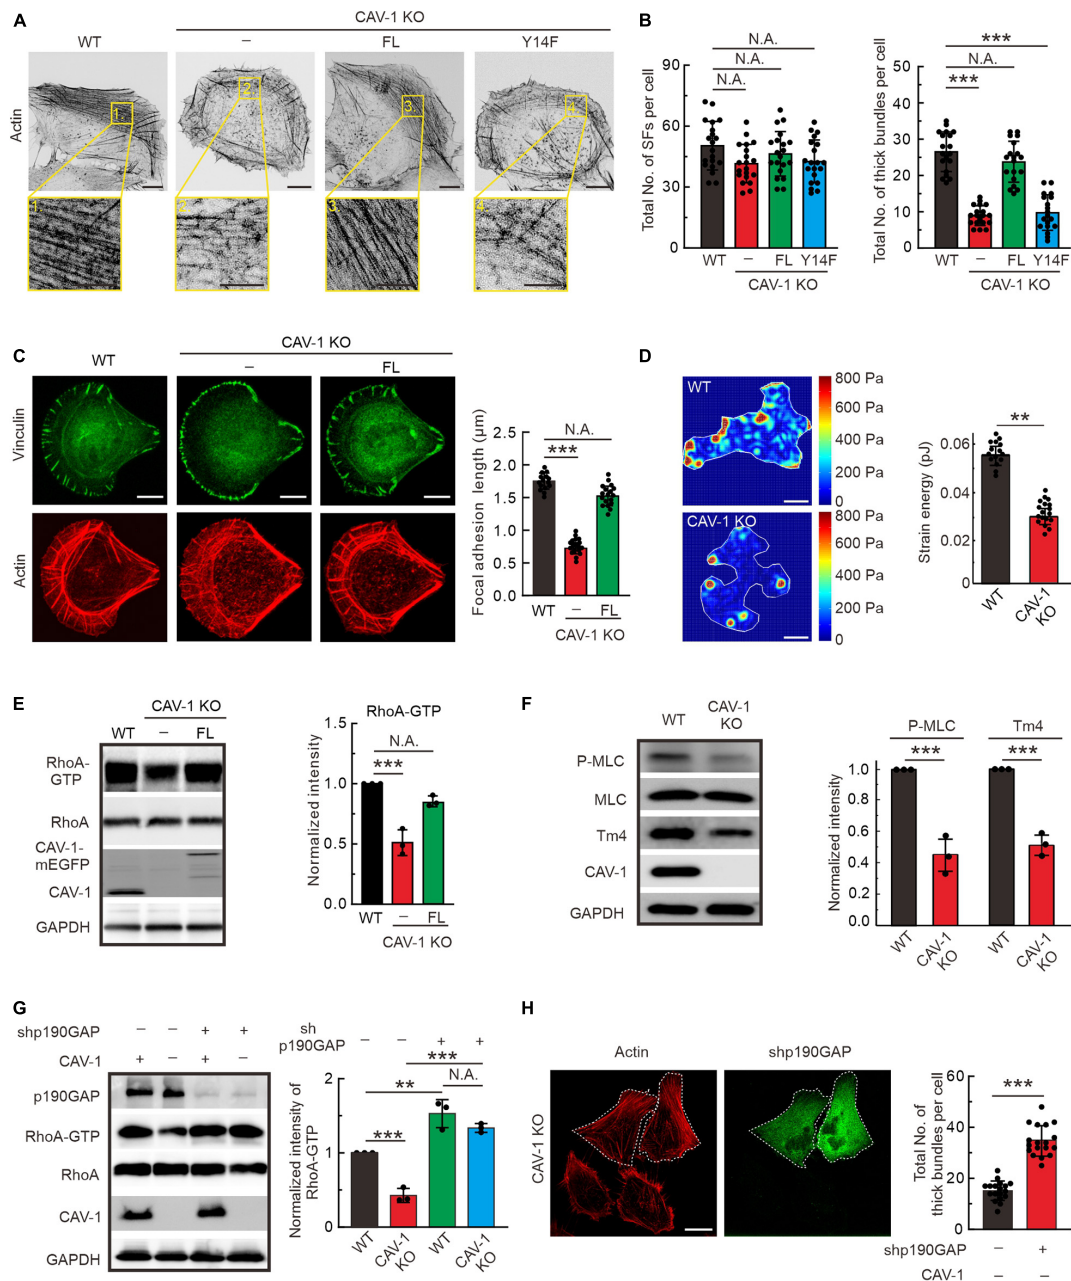 A
CAV-1 KO
WT
–
FL
Y14F
Actin
1.
2.
3.
4.
1.
2.
3.
4.
B
N.A.
N.A.
N.A.
Total No. of SFs per cell
90
60
30
0
WT
–
FL
Y14F
CAV-1 KO
***
N.A.
***
Total No. of thick bundles per cell
50
40
30
20
10
0
WT
–
FL
Y14F
CAV-1 KO
C
CAV-1 KO
WT
–
FL
Vinculin
Actin
N.A.
***
Focal adhesion length (μm)
2.5
2.0
1.5
1.0
0.5
0.0
WT
–
FL
CAV-1 KO
D
WT
800 Pa
600 Pa
400 Pa
200 Pa
0
CAV-1 KO
800 Pa
600 Pa
400 Pa
200 Pa
0
**
Strain energy (pJ)
0.06
0.04
0.02
0
WT
CAV-1 KO
E
CAV-1 KO
WT
–
FL
RhoA-
GTP
RhoA
CAV-1-
mEGFP
CAV-1
GAPDH
RhoA-GTP
N.A.
***
Normalized intensity
1.5
1.0
0.5
0.0
WT
–
FL
CAV-1 KO
F
WT
CAV-1
KO
P-MLC
MLC
Tm4
CAV-1
GAPDH
P-MLC
Tm4
***
***
Normalized intensity
1.0
0.8
0.6
0.4
0.0
WT
CAV-1
KO
WT
CAV-1
KO
G
shp190GAP – – + +
CAV-1 + – + –
p190GAP
RhoA-GTP
RhoA
CAV-1
GAPDH
sh
p190GAP – – + +
***
**
N.A.
***
Normalized intensity of
RhoA-GTP
2
1
0
WT
CAV-1
KO
WT
CAV-1
KO
H
Actin
shp190GAP
CAV-1 KO
***
Total No. of
thick bundles per cell
60
40
20
0
shp190GAP – +
CAV-1 – –